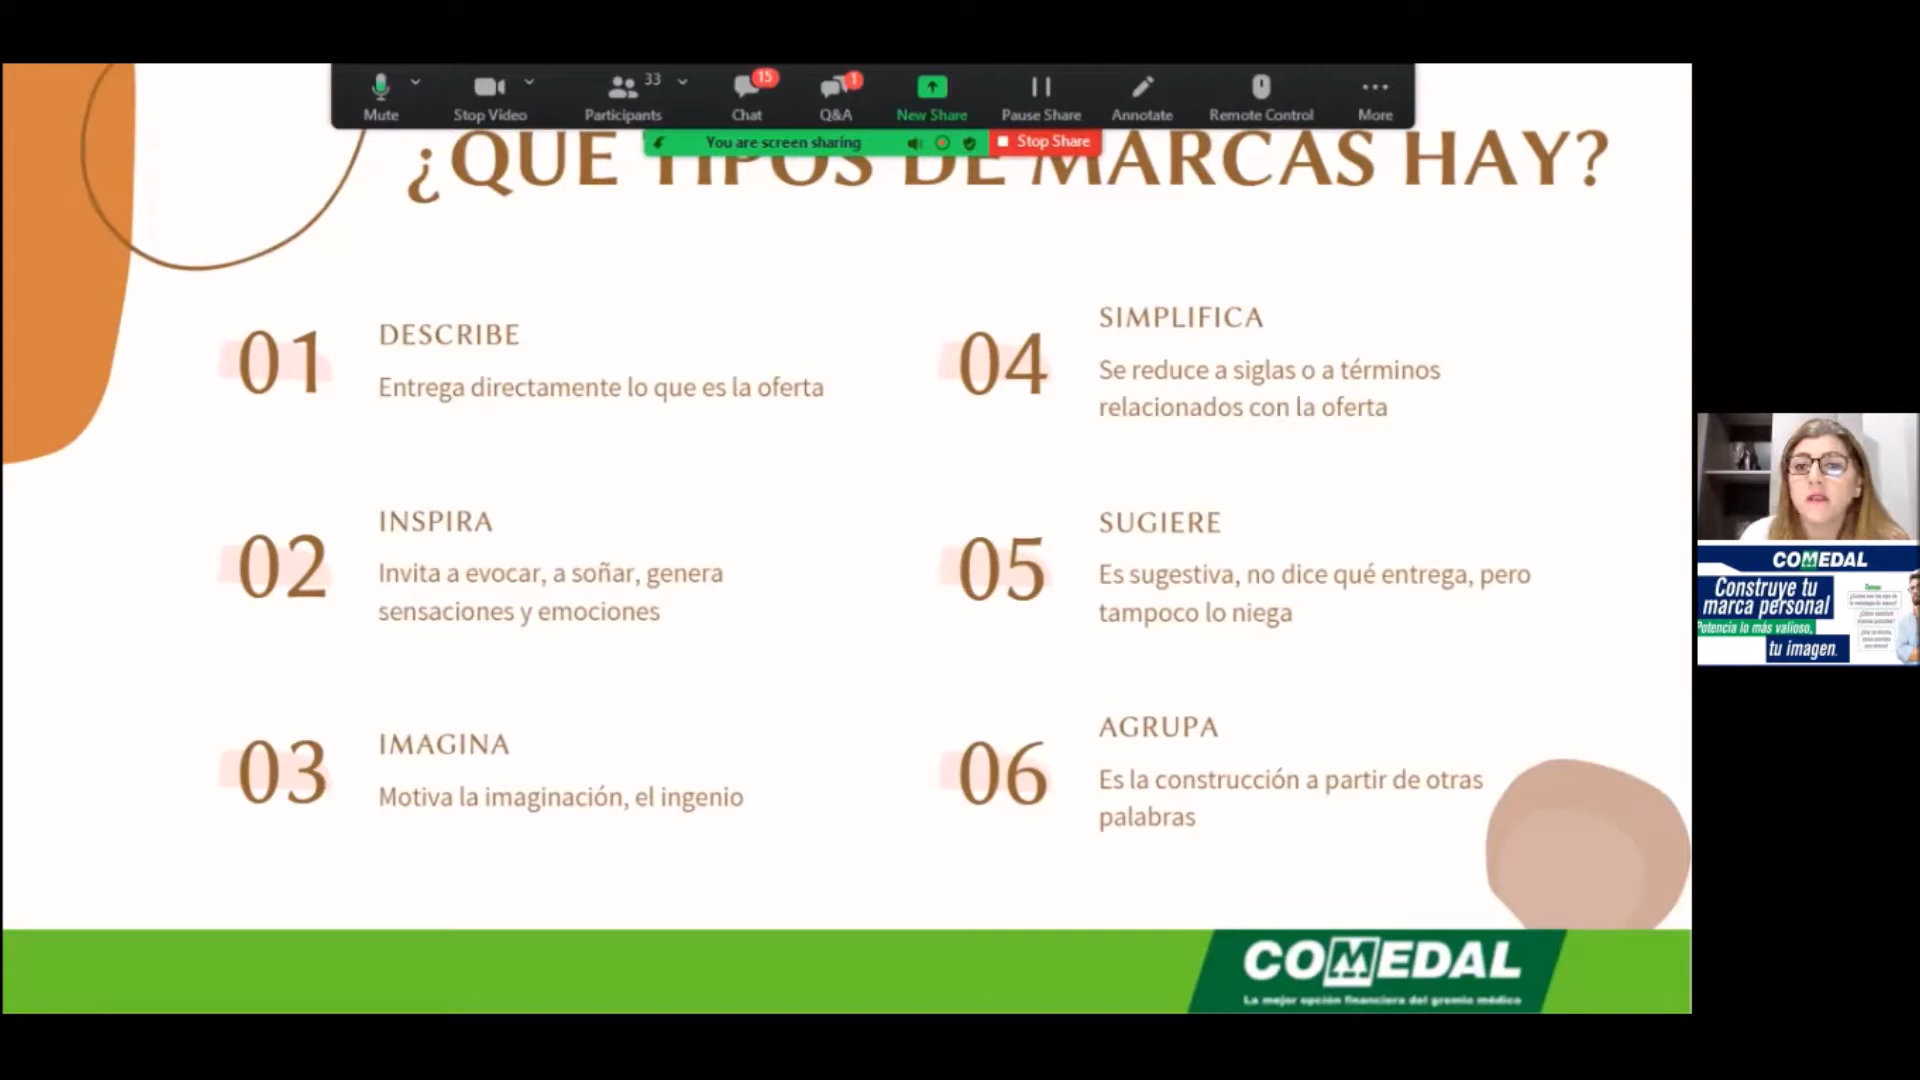 Mute
Stop Video
Participants
33
Chat
15
Q&A
1
New Share
Pause Share
Annotate
Remote Control
More
You are screen sharing
Stop Share
¿QUÉ TIPOS DE MARCAS HAY?
01
DESCRIBE
Entrega directamente lo que es la oferta
02
INSPIRA
Invita a evocar, a soñar, genera
sensaciones y emociones
03
IMAGINA
Motiva la imaginación, el ingenio
04
SIMPLIFICA
Se reduce a siglas o a términos
relacionados con la oferta
05
SUGIERE
Es sugestiva, no dice qué entrega, pero
tampoco lo niega
06
AGRUPA
Es la construcción a partir de otras
palabras
COMEDAL
La mejor opción financiera del gremio médico
COMEDAL
Construye tu
marca personal
Potencia lo más valioso,
tu imagen.
Temas: